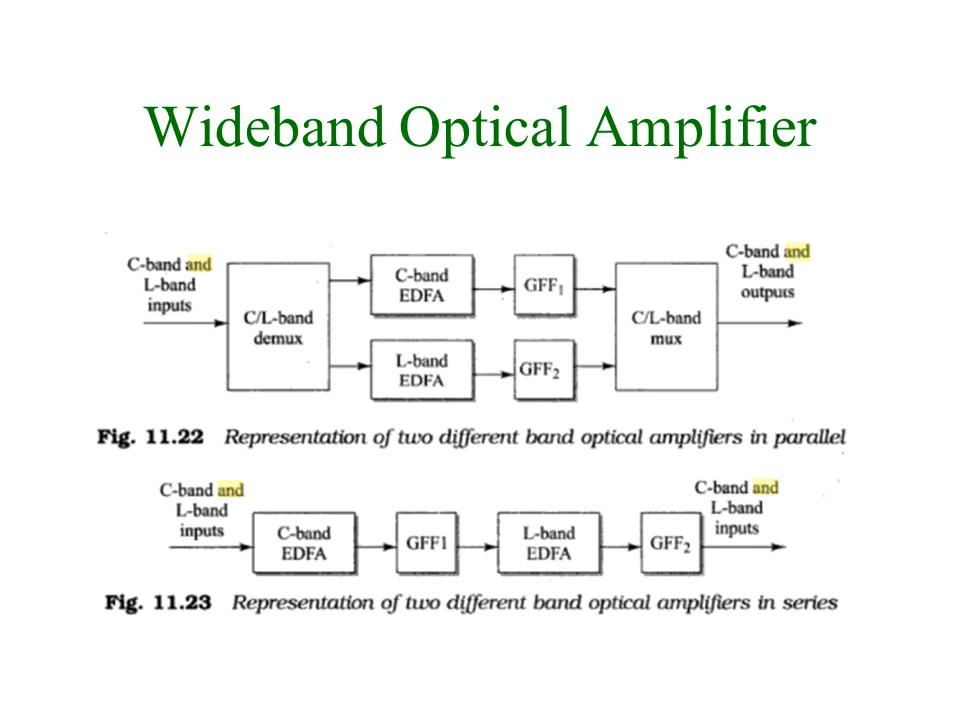 Wideband Optical Amplifier
C-band and
L-band
inputs
C/L-band
demux
C-band
EDFA
GFF₁
L-band
EDFA
GFF₂
C/L-band
mux
C-band and
L-band
outputs
Fig. 11.22 Representation of two different band optical amplifiers in parallel
C-band and
L-band
inputs
C-band
EDFA
GFF1
L-band
EDFA
GFF₂
C-band and
L-band
inputs
Fig. 11.23 Representation of two different band optical amplifiers in series